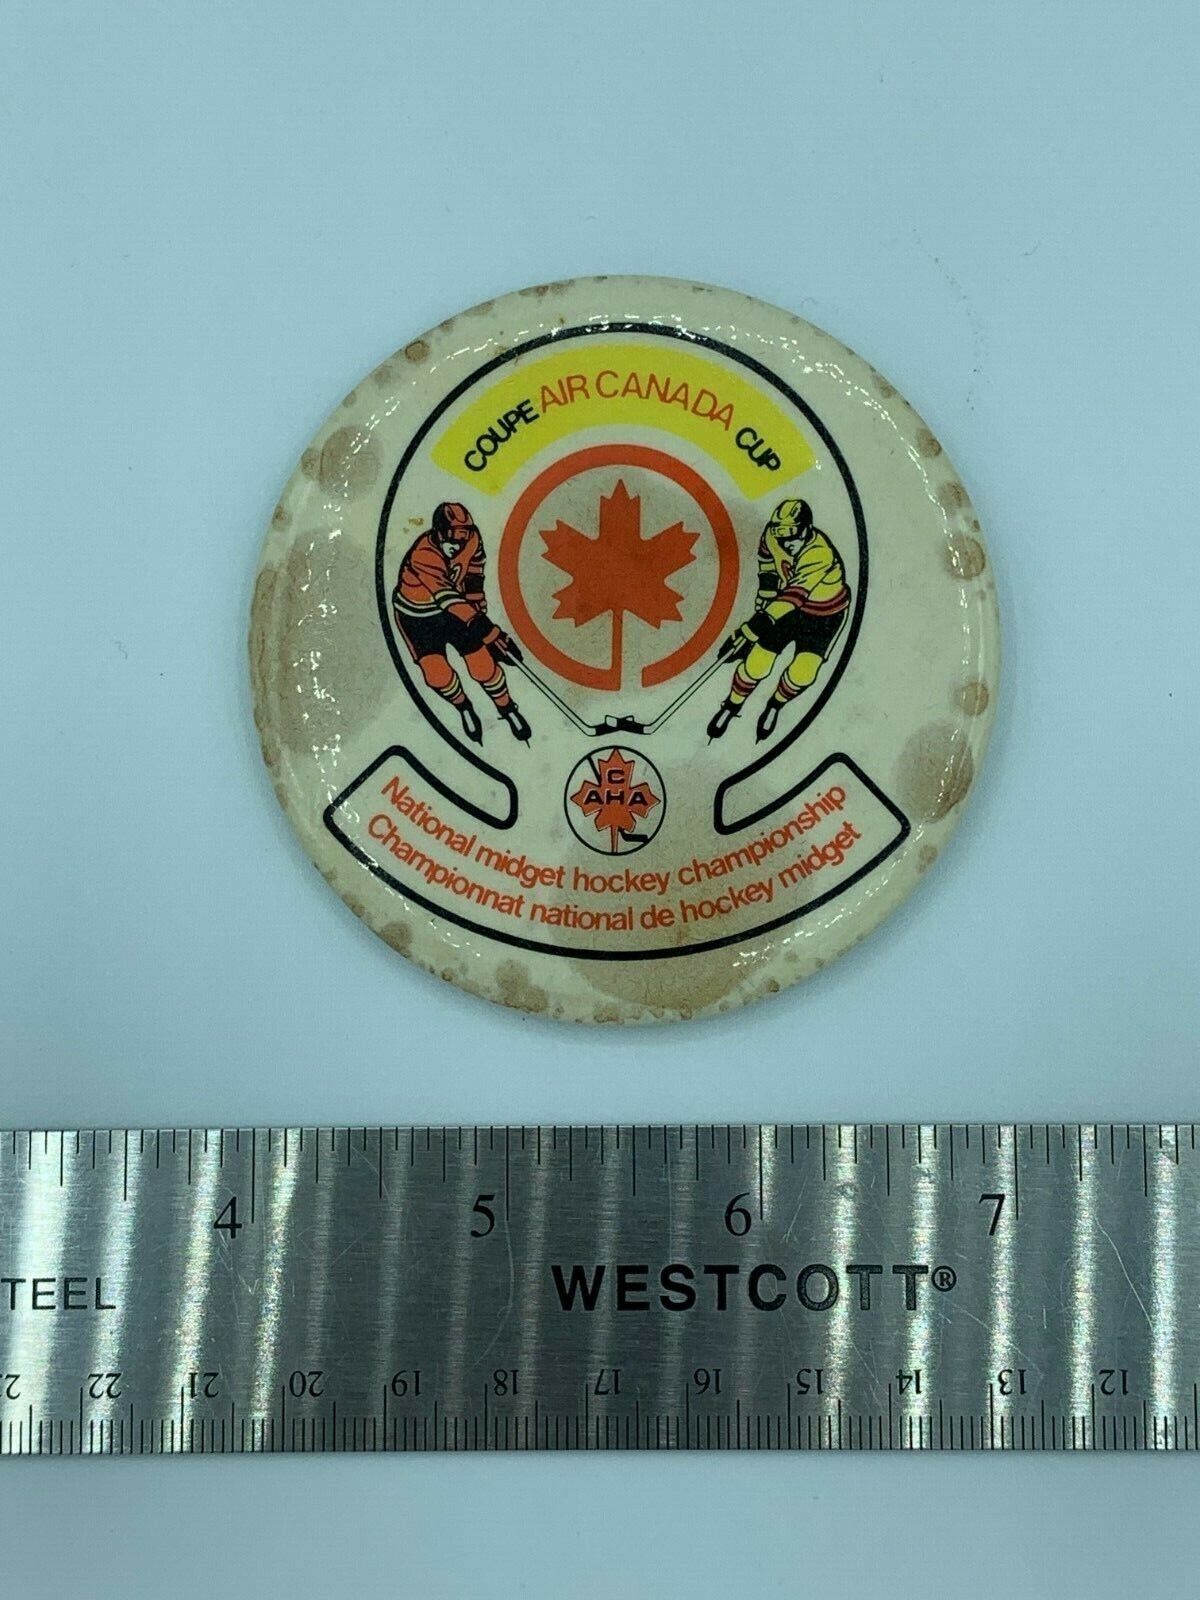 COUPE AIR CANADA CUP
C
AHA
National midget hockey championship
Championnat national de hockey midget
4 5 6 7
TEEL WESTCOTT®
23 22 21 20 19 18 17 16 15 14 13 12